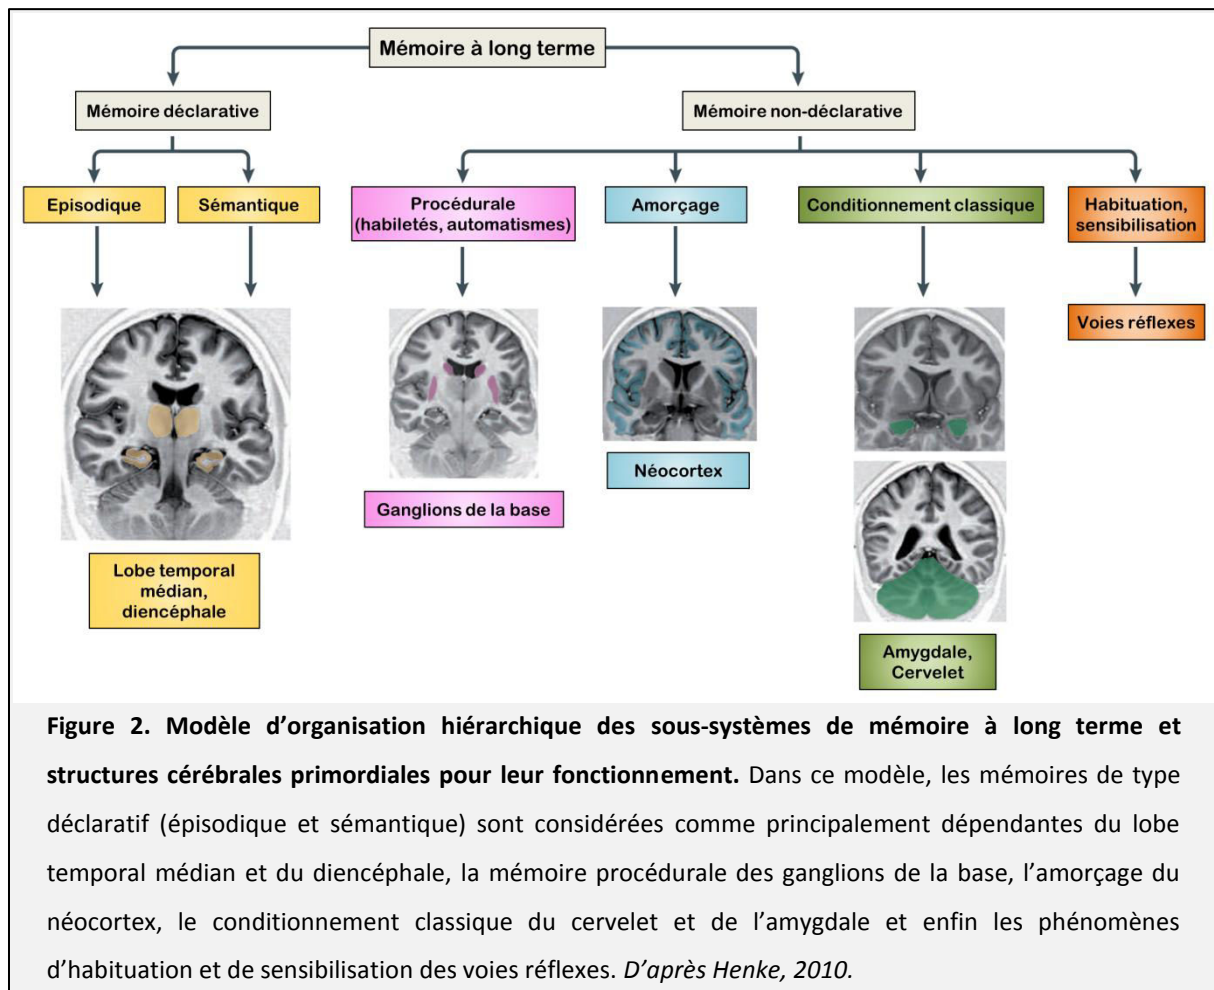 Mémoire à long terme
Mémoire déclarative
Mémoire non-déclarative
Episodique
Sémantique
Procédurale
(habiletés, automatismes)
Amorçage
Conditionnement classique
Habituation,
sensibilisation
Voies réflexes
Néocortex
Ganglions de la base
Lobe temporal
médian,
diencéphale
Amygdale,
Cervelet
Figure 2. Modèle d’organisation hiérarchique des sous-systèmes de mémoire à long terme et
structures cérébrales primordiales pour leur fonctionnement. Dans ce modèle, les mémoires de type
déclaratif (épisodique et sémantique) sont considérées comme principalement dépendantes du lobe
temporal médian et du diencéphale, la mémoire procédurale des ganglions de la base, l’amorçage du
néocortex, le conditionnement classique du cervelet et de l’amygdale et enfin les phénomènes
d’habituation et de sensibilisation des voies réflexes. D’après Henke, 2010.